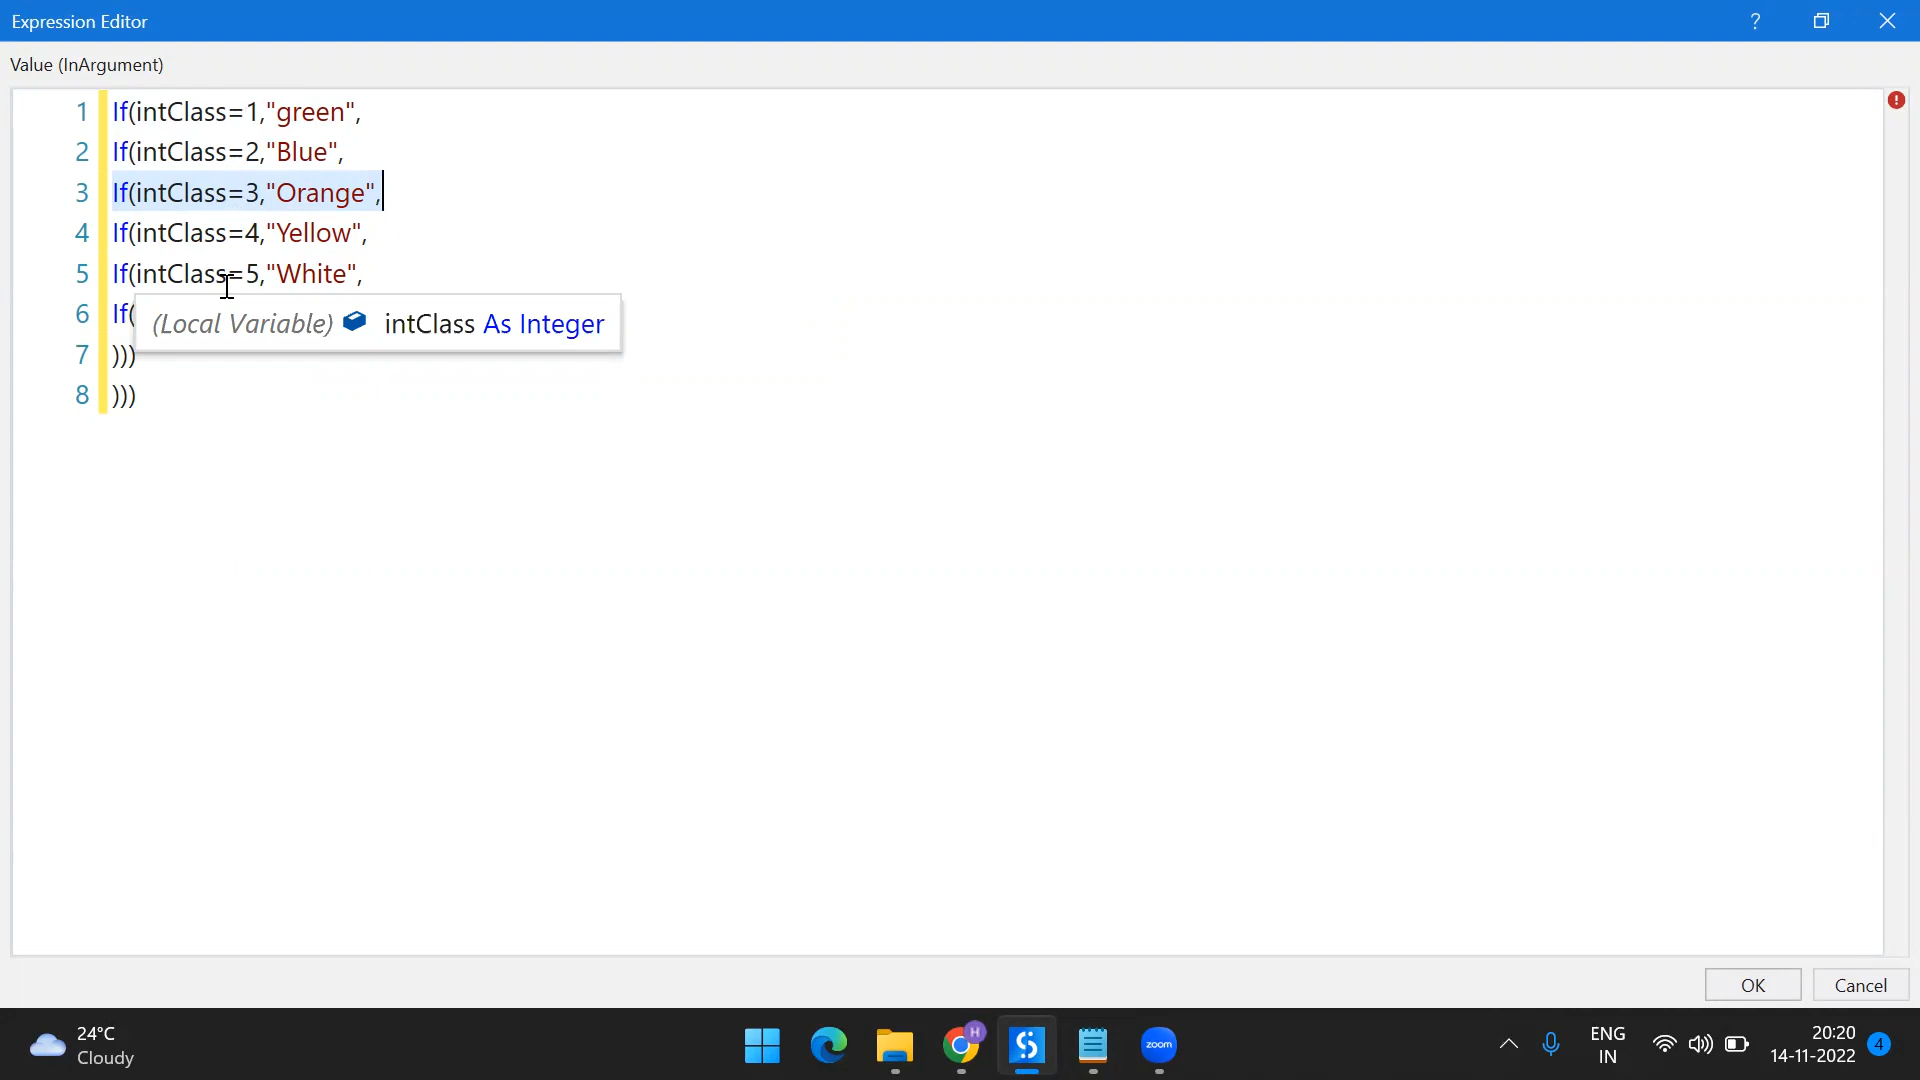 Expression Editor
?
Value (InArgument)
1 If(intClass=1,"green",
2 If(intClass=2,"Blue",
3 If(intClass=3,"Orange",
4 If(intClass=4,"Yellow",
5 If(intClass=5,"White",
6 If(
(Local Variable) intClass As Integer
7 )))
8 )))
OK
Cancel
24°C
Cloudy
H
zoom
ENG
IN
20:20
14-11-2022
4